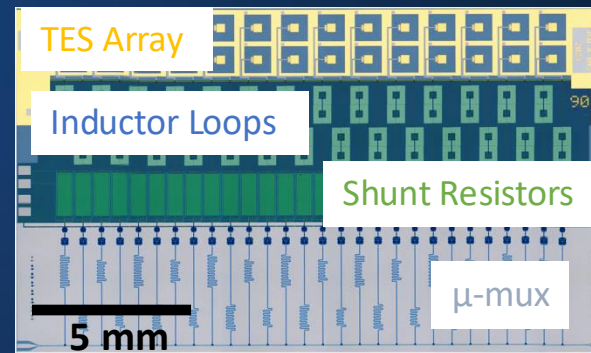 TES Array
Inductor Loops
90
Shunt Resistors
µ-mux
5 mm